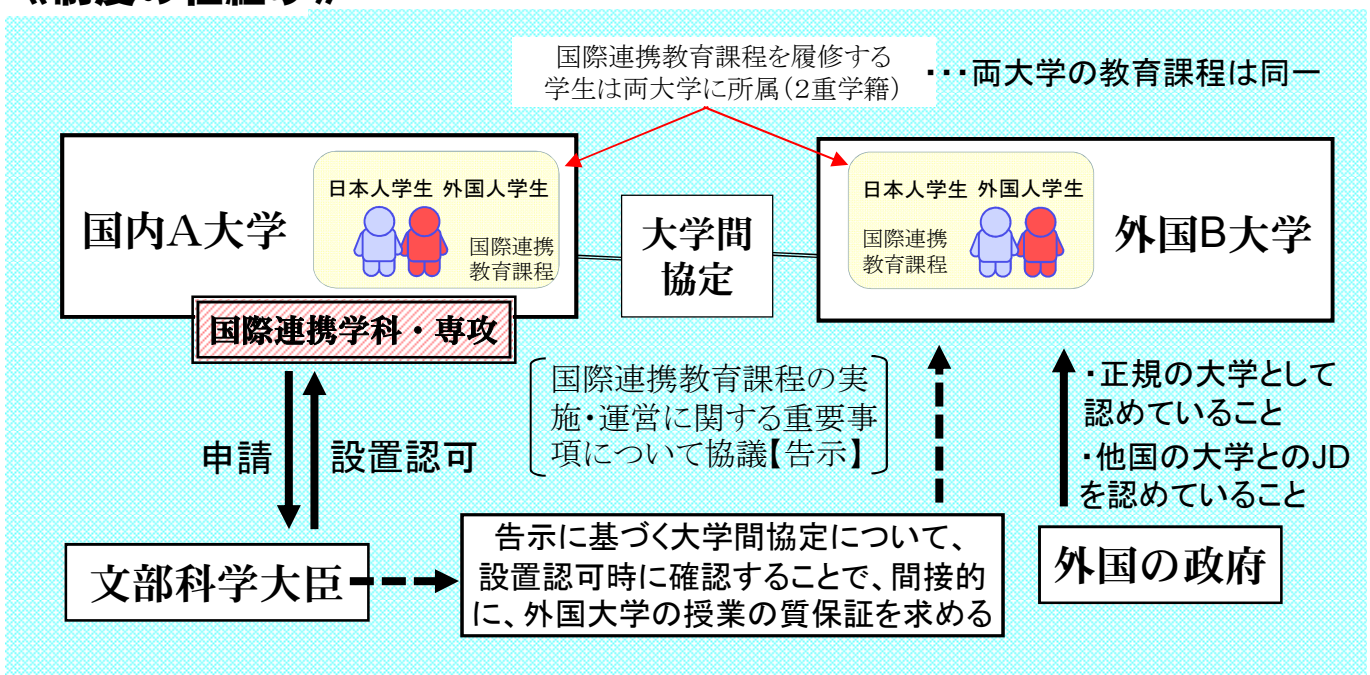 《制度の仕組み》
国際連携教育課程を履修する
学生は両大学に所属（2重学籍）
・・・両大学の教育課程は同一
国内A大学
日本人学生 外国人学生
国際連携
教育課程
国際連携学科・専攻
大学間
協定
日本人学生 外国人学生
国際連携
教育課程
外国B大学
申請
設置認可
国際連携教育課程の実
施・運営に関する重要事
項について協議【告示】
・正規の大学として
認めていること
・他国の大学とのJD
を認めていること
文部科学大臣
告示に基づく大学間協定について、
設置認可時に確認することで、間接的
に、外国大学の授業の質保証を求める
外国の政府